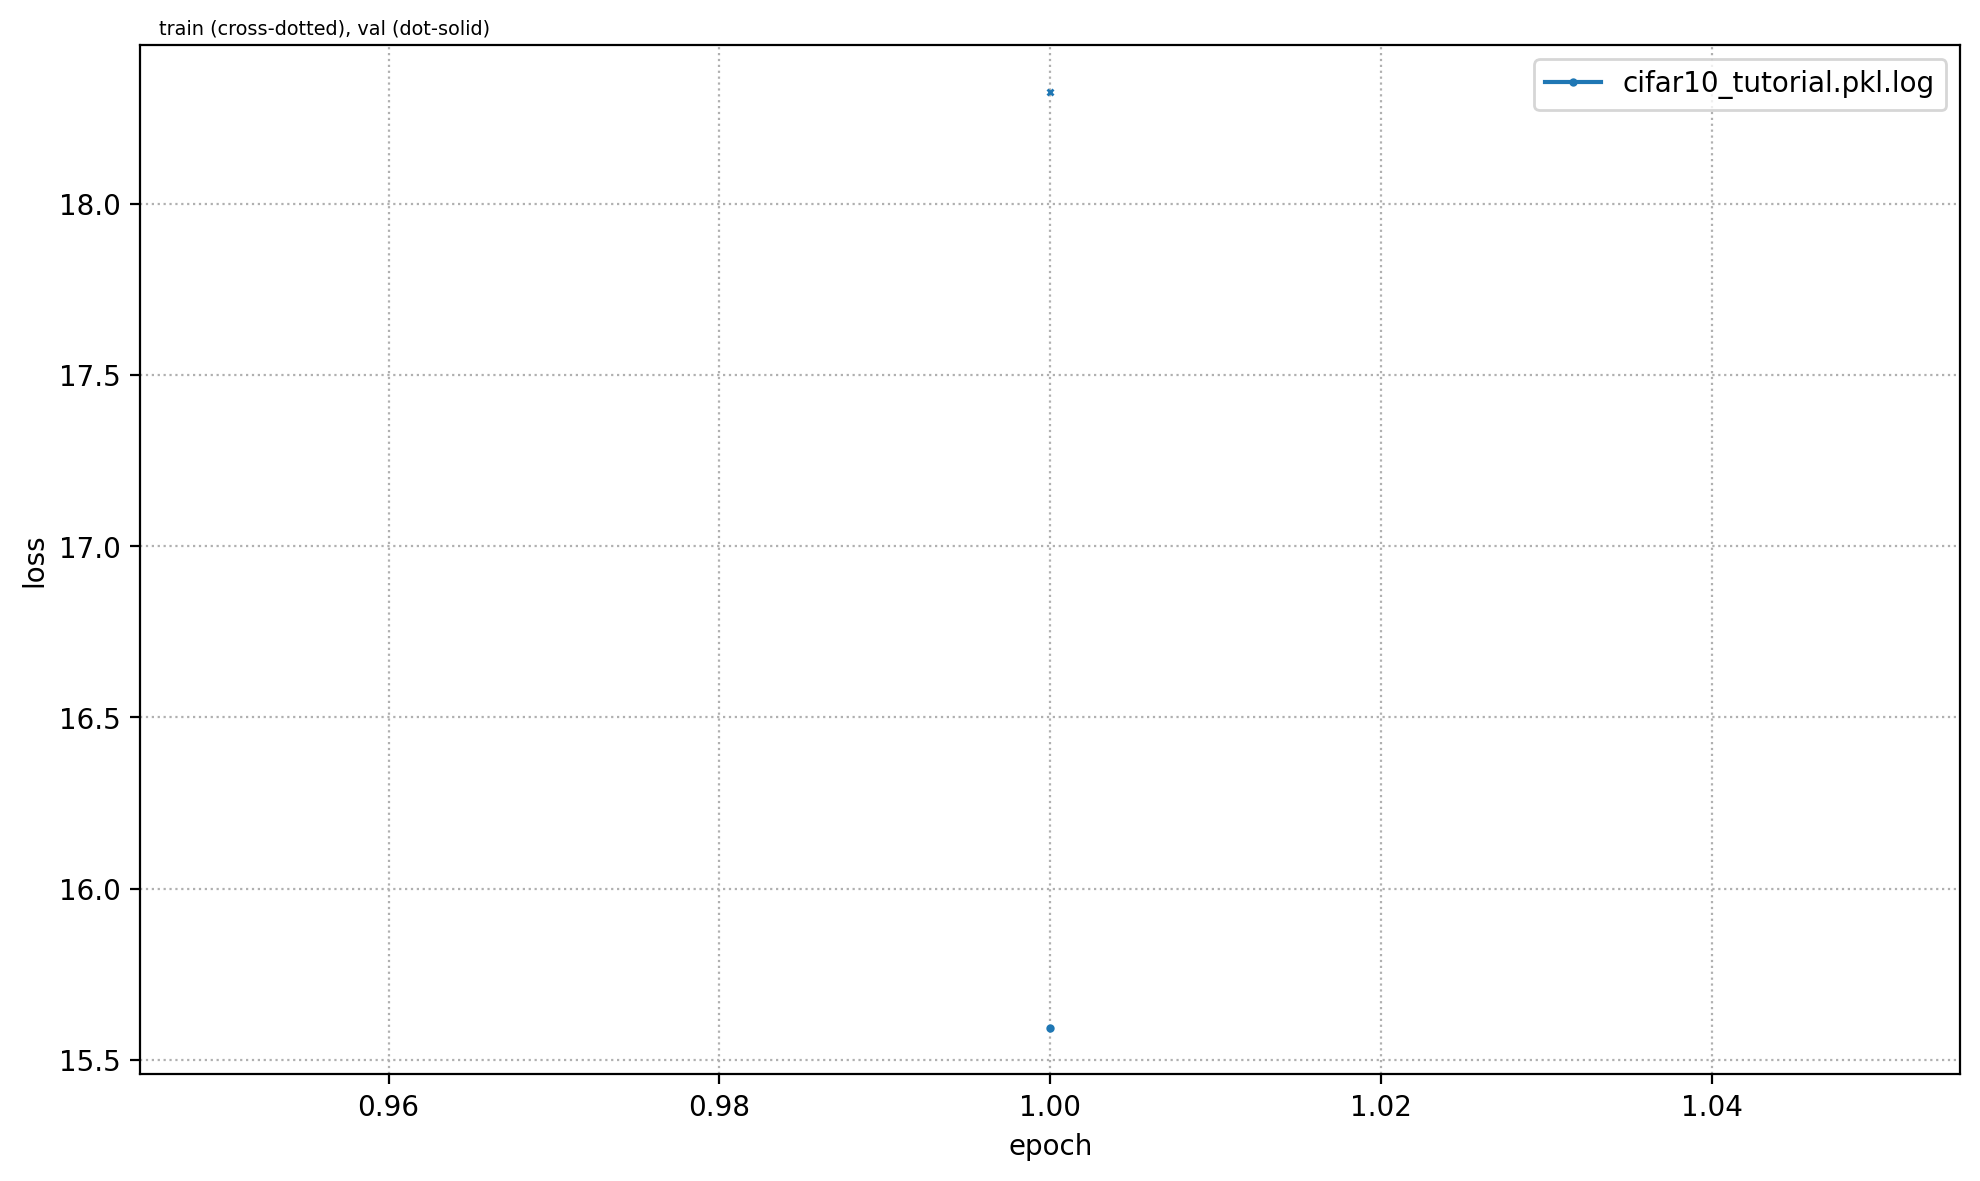 train (cross-dotted), val (dot-solid)
cifar10_tutorial.pkl.log
18.0
17.5
17.0
16.5
16.0
15.5
loss
0.96 0.98 1.00 1.02 1.04
epoch